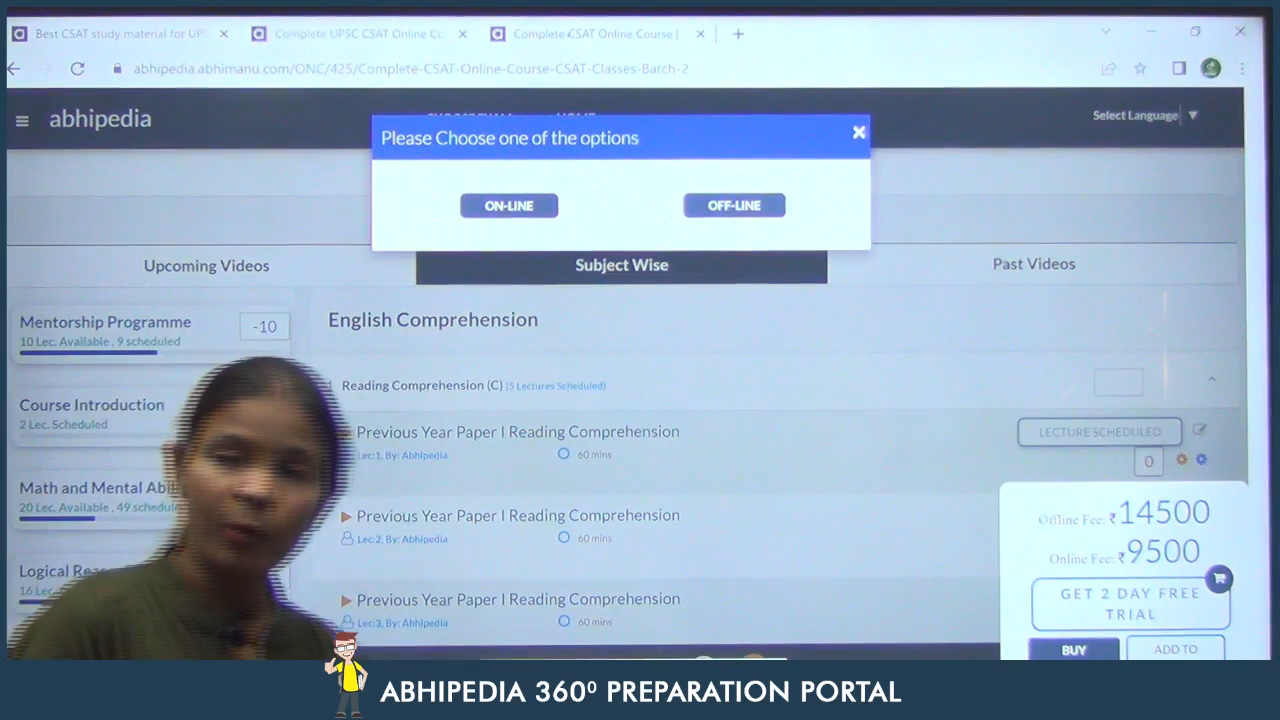 Best CSAT study material for UPS
Complete UPSC CSAT Online Co
Complete CSAT Online Course |
abhipedia.abhimanu.com/ONC/425/Complete-CSAT-Online-Course-CSAT-Classes-Batch-2
abhipedia
Select Language
Please Choose one of the options
ON-LINE
OFF-LINE
Upcoming Videos
Subject Wise
Past Videos
Mentorship Programme
-10
10 Lec. Available , 9 scheduled
English Comprehension
Reading Comprehension (C) (5 Lectures Scheduled)
Course Introduction
2 Lec. Scheduled
Previous Year Paper I Reading Comprehension
LECTURE SCHEDULED
Lec:1, By: Abhipedia
60 mins
0
Math and Mental Abi
20 Lec. Available , 49 schedule
Previous Year Paper I Reading Comprehension
Lec:2, By: Abhipedia
60 mins
Offline Fee: ₹14500
Online Fee: ₹9500
Logical Reas
16 Lec
Previous Year Paper I Reading Comprehension
Lec:3, By: Abhipedia
60 mins
GET 2 DAY FREE
TRIAL
BUY
ADD TO
ABHIPEDIA 360⁰ PREPARATION PORTAL